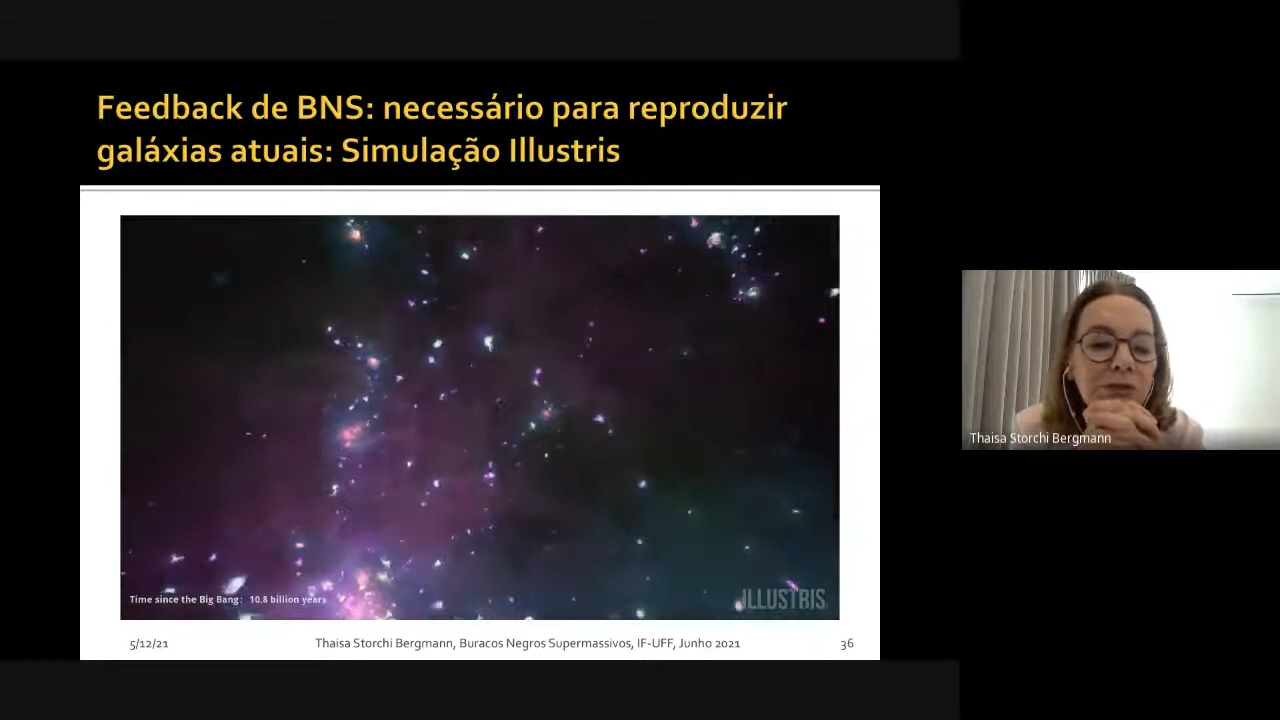 Feedback de BNS: necessário para reproduzir
galáxias atuais: Simulação Illustris
Time since the Big Bang: 10.8 billion years
ILLUSTRIS
5/12/21
Thaisa Storchi Bergmann, Buracos Negros Supermassivos, IF-UFF, Junho 2021
36
Thaisa Storchi Bergmann